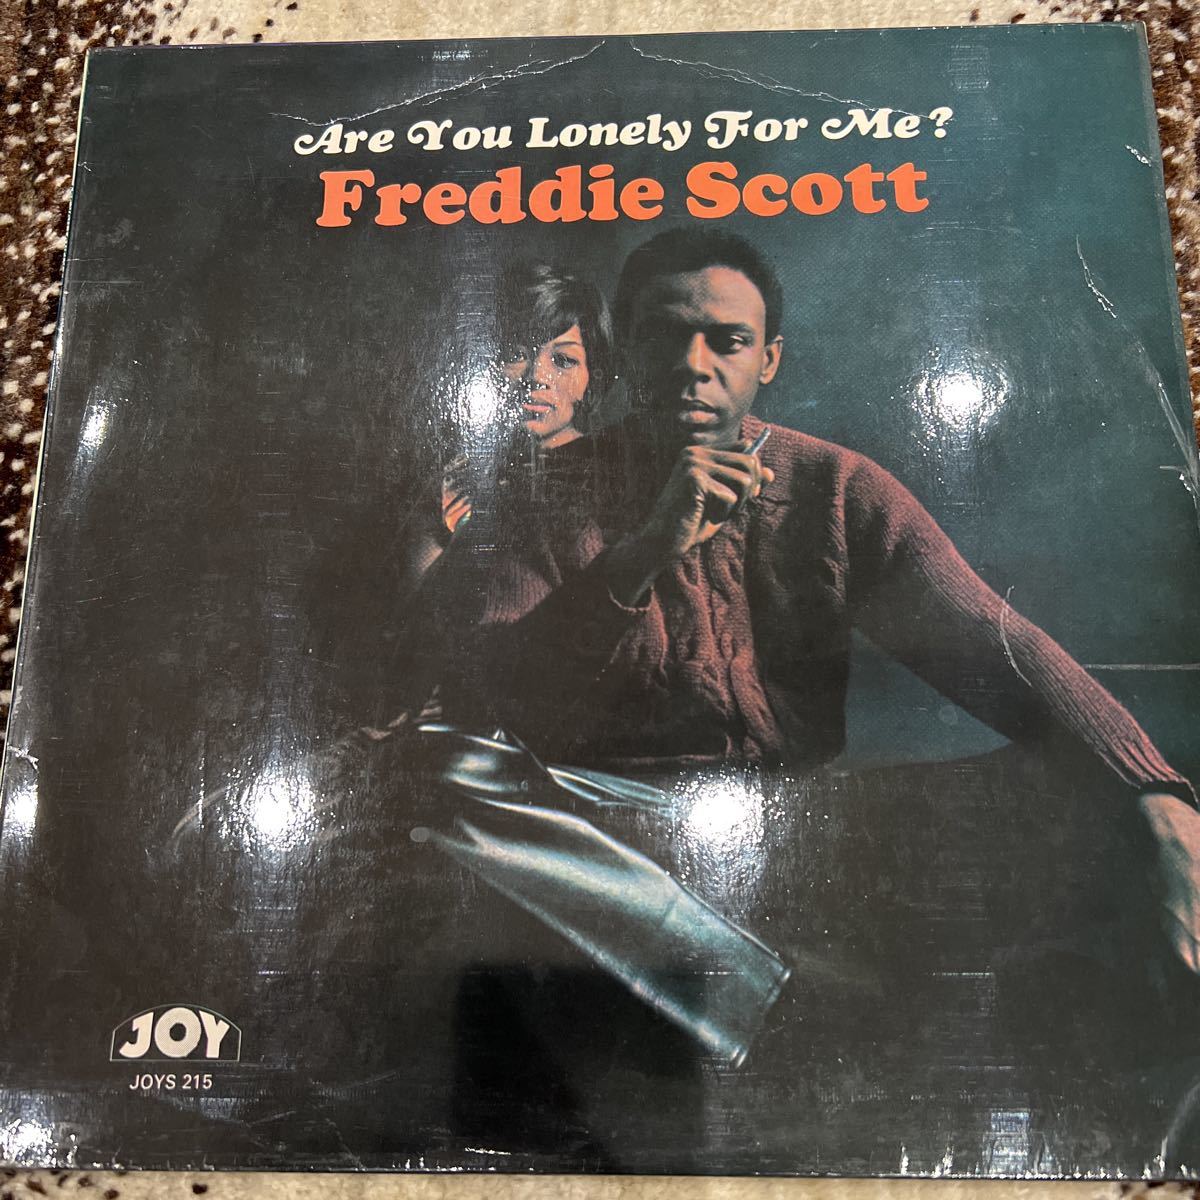 Are You Lonely For Me?
Freddie Scott
JOY
JOYS 215